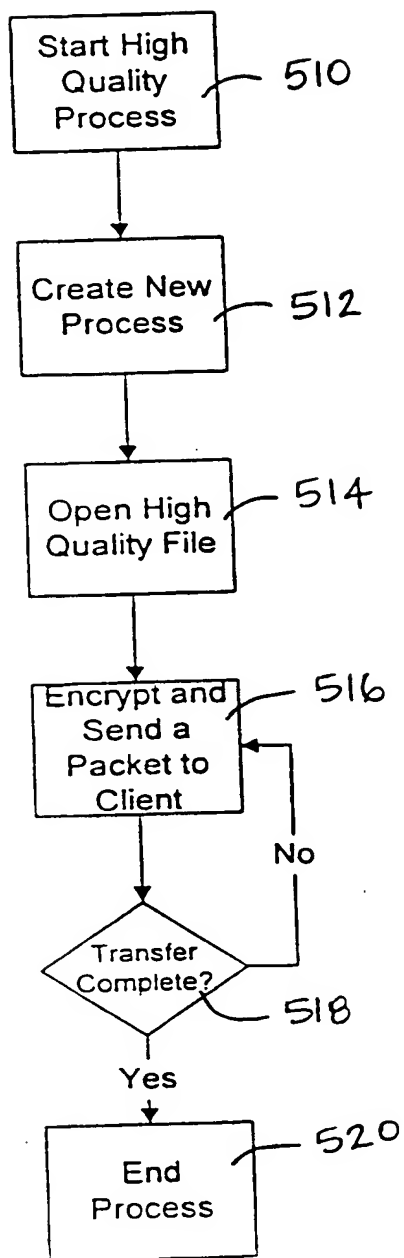 Start High
Quality
Process
510
Create New
Process
512
Open High
Quality File
514
Encrypt and
Send a
Packet to
Client
516
No
Transfer
Complete?
518
Yes
End
Process
520